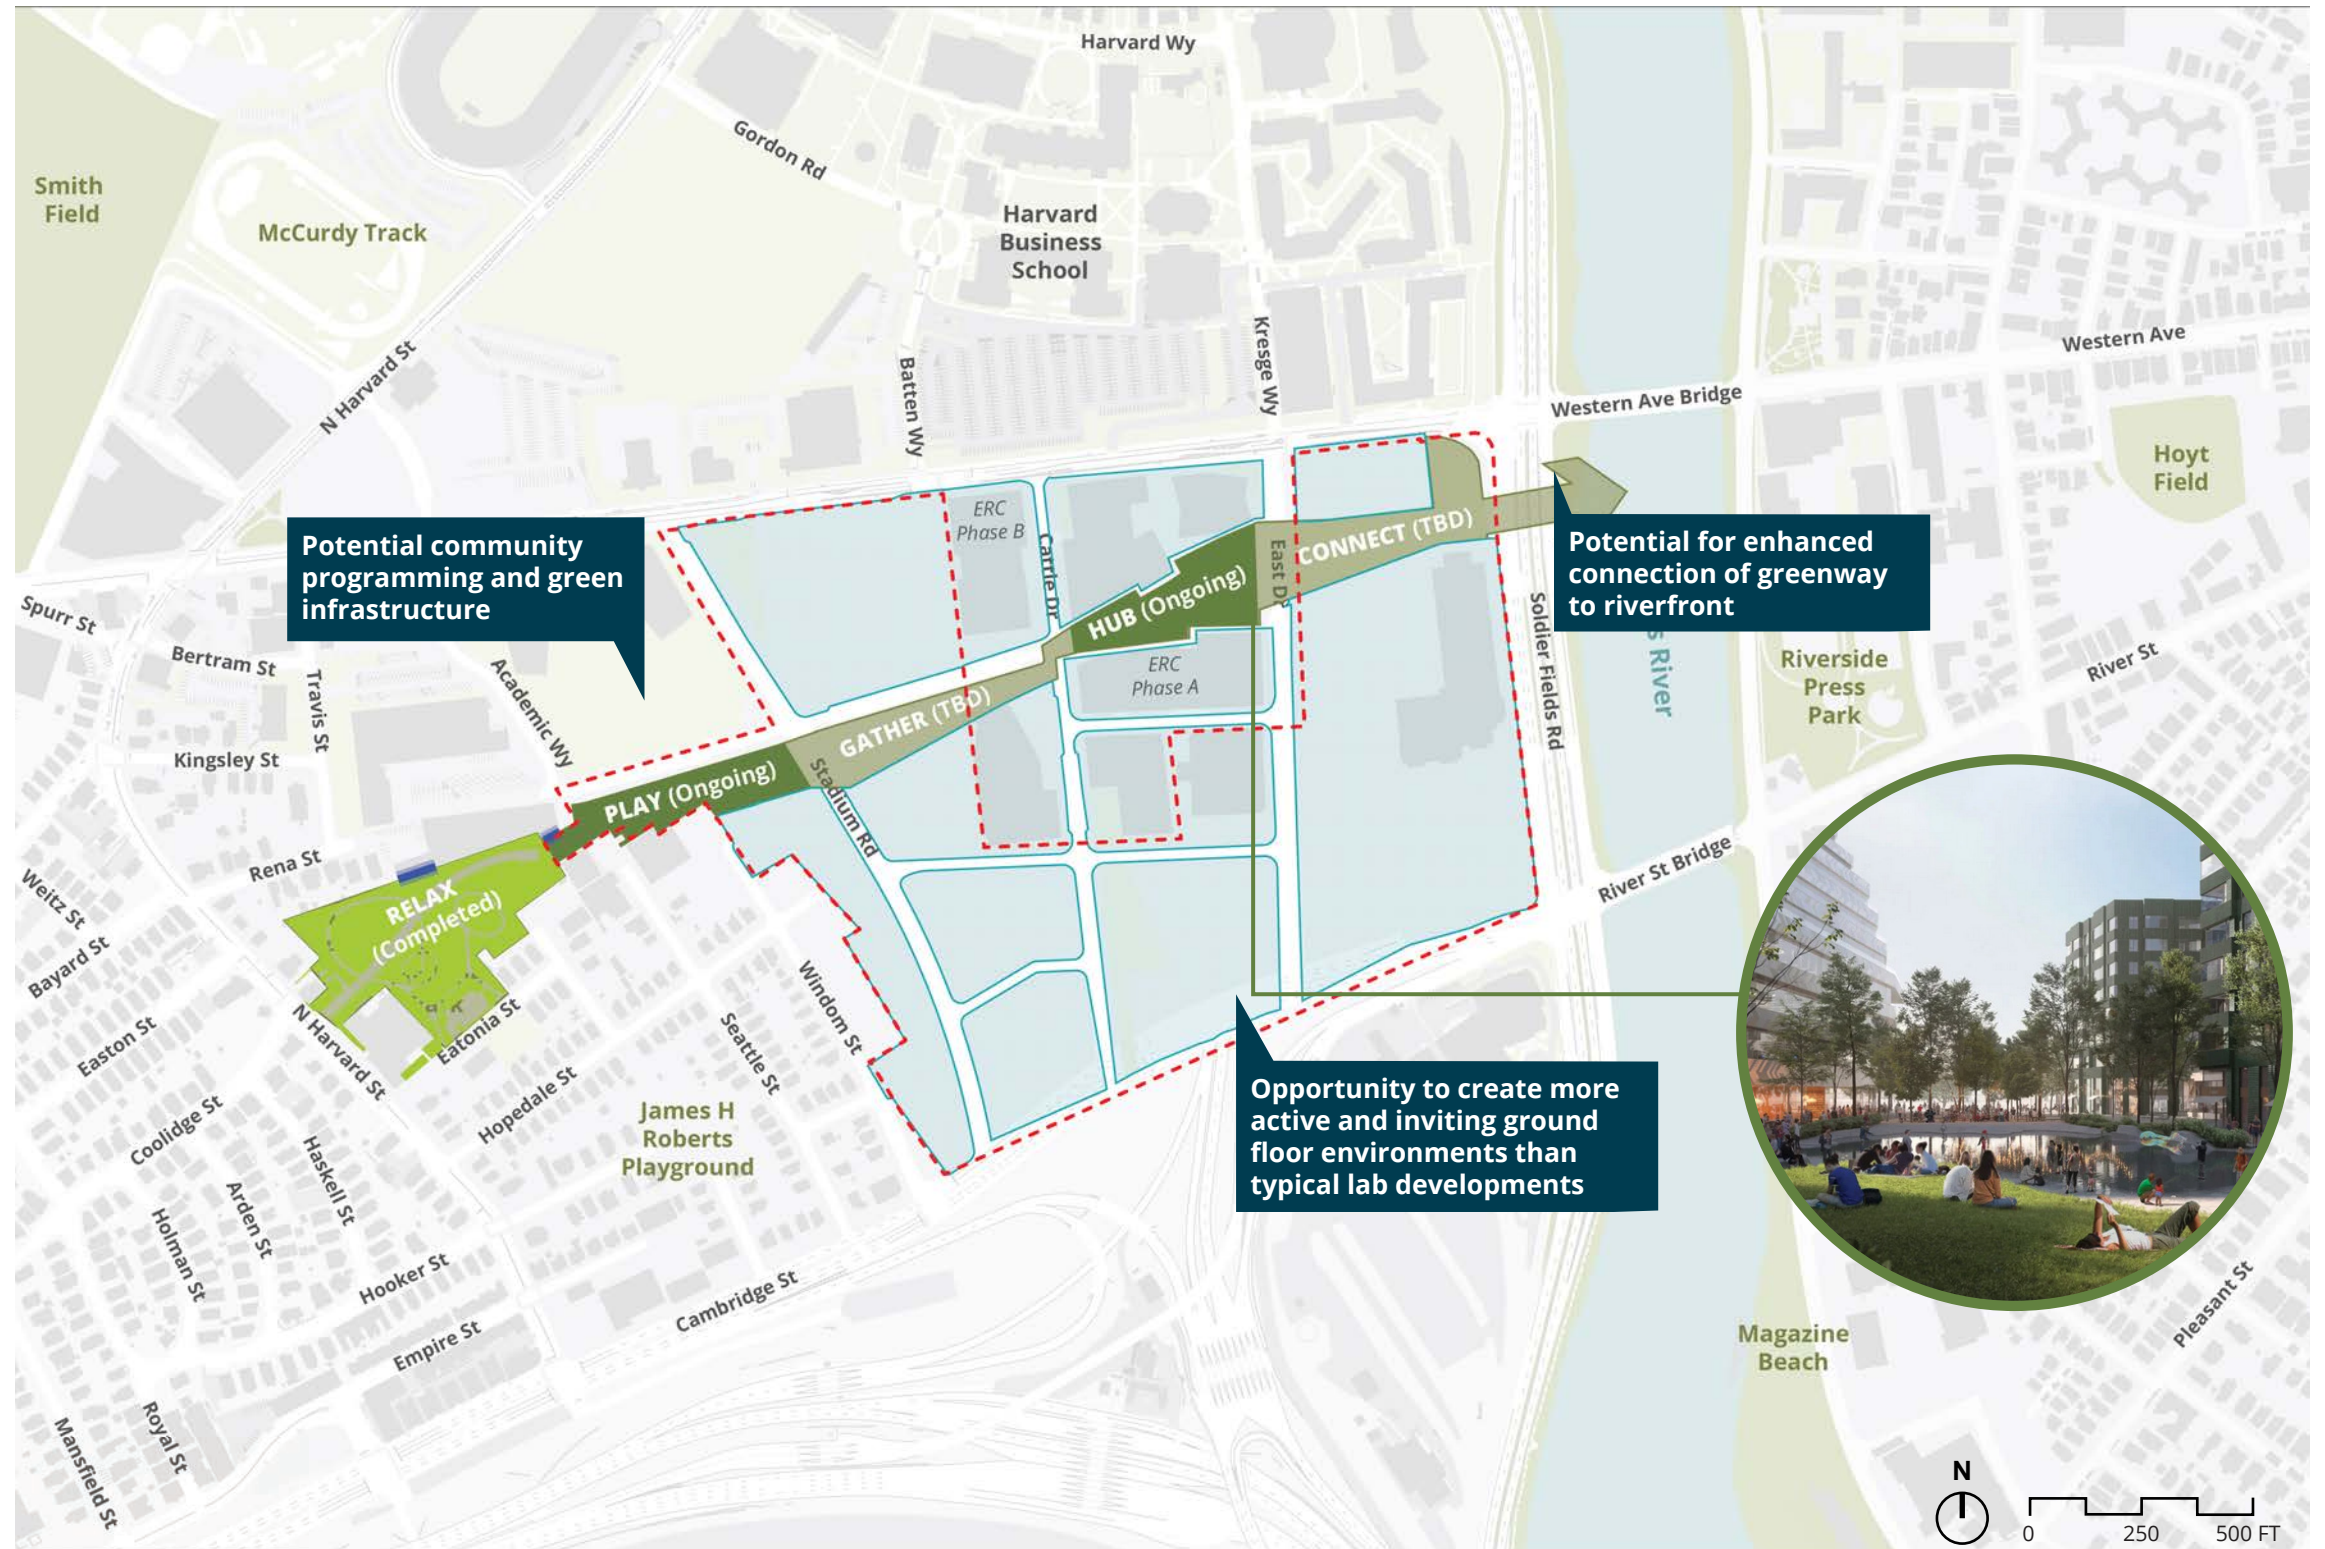 Harvard Wy
Gordon Rd
Smith
Field
McCurdy Track
Harvard
Business
School
N Harvard St
Batten Wy
Kresge Wy
Western Ave
Western Ave Bridge
Hoyt
Field
ERC
Phase B
Carrie Dr
Potential community
programming and green
infrastructure
HUB (Ongoing)
East Dr
CONNECT (TBD)
Potential for enhanced
connection of greenway
to riverfront
s River
Soldier Fields Rd
Spurr St
Bertram St
Travis St
Academic Wy
Kingsley St
ERC
Phase A
GATHER (TBD)
Stadium Rd
PLAY (Ongoing)
Riverside
Press
Park
River St
River St Bridge
Rena St
Weitz St
Bayard St
RELAX
(Completed)
Easton St
N Harvard St
Eatonia St
Windom St
Seattle St
Hopedale St
James H
Roberts
Playground
Coolidge St
Haskell St
Arden St
Holman St
Hooker St
Empire St
Cambridge St
Opportunity to create more
active and inviting ground
floor environments than
typical lab developments
Magazine
Beach
Pleasant St
Royal St
Mansfield St
N
0 250 500 FT